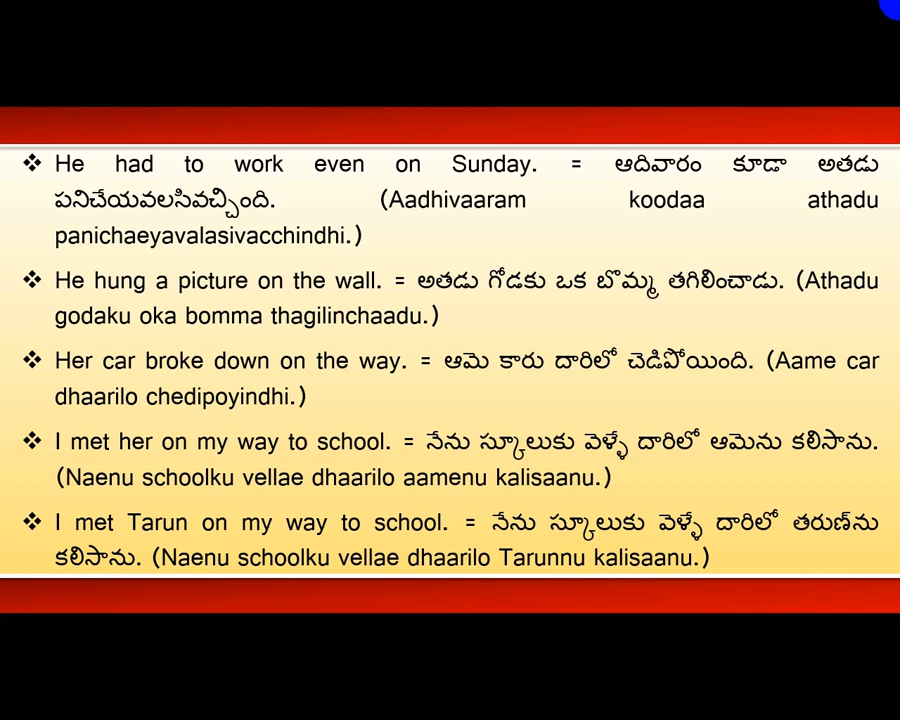 ❖ He had to work even on Sunday. = ఆదివారం కూడా అతడు
పనిచేయవలసివచ్చింది. (Aadhivaaram koodaa athadu
panichaeyavalasivacchindhi.)
❖ He hung a picture on the wall. = అతడు గోడకు ఒక బొమ్మ తగిలించాడు. (Athadu
godaku oka bomma thagilinchaadu.)
❖ Her car broke down on the way. = ఆమె కారు దారిలో చెడిపోయింది. (Aame car
dhaarilo chedipoyindhi.)
❖ I met her on my way to school. = నేను స్కూలుకు వెళ్ళే దారిలో ఆమెను కలిసాను.
(Naenu schoolku vellae dhaarilo aamenu kalisaanu.)
❖ I met Tarun on my way to school. = నేను స్కూలుకు వెళ్ళే దారిలో తరుణ్‌ను
కలిసాను. (Naenu schoolku vellae dhaarilo Tarunnu kalisaanu.)